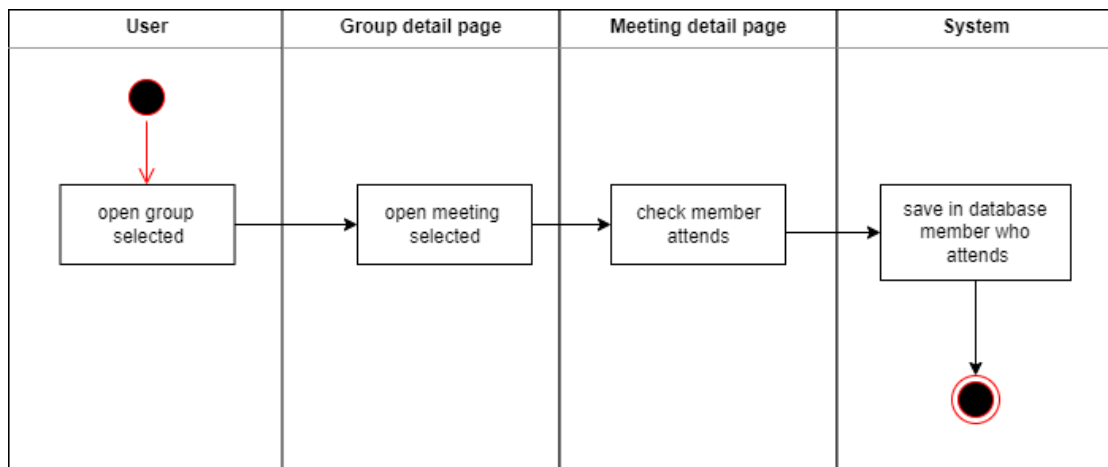 User
Group detail page
Meeting detail page
System
open group
selected
open meeting
selected
check member
attends
save in database
member who
attends